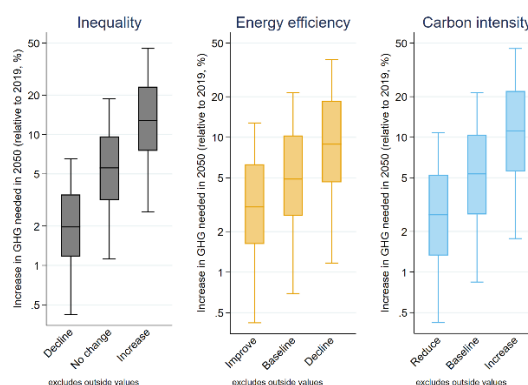 Inequality
Increase in GHG needed in 2050 (relative to 2019, %)
50
20
10
5
2
1
.5
Decline
No change
Increase
excludes outside values
Energy efficiency
Increase in GHG needed in 2050 (relative to 2019, %)
50
20
10
5
2
1
.5
Improve
Baseline
Decline
excludes outside values
Carbon intensity
Increase in GHG needed in 2050 (relative to 2019, %)
50
20
10
5
2
1
.5
Reduce
Baseline
Increase
excludes outside values